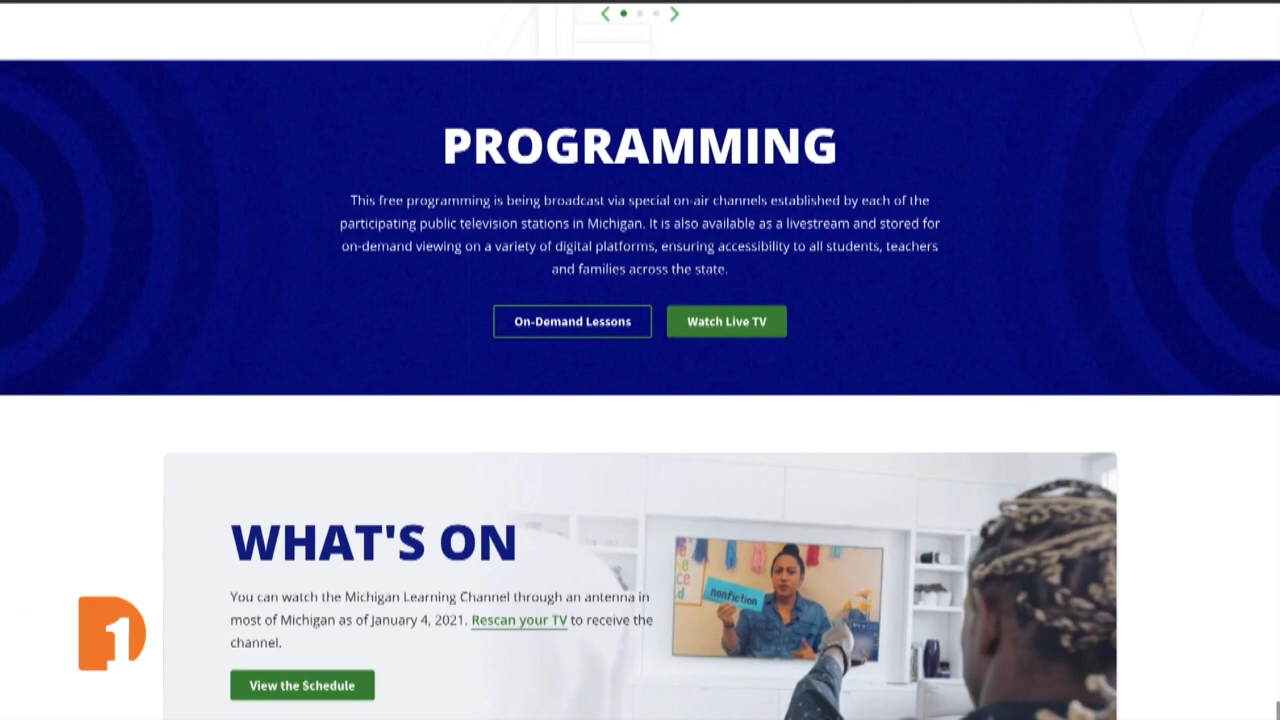 PROGRAMMING
This free programming is being broadcast via special on-air channels established by each of the
participating public television stations in Michigan. It is also available as a livestream and stored for
on-demand viewing on a variety of digital platforms, ensuring accessibility to all students, teachers
and families across the state.
On-Demand Lessons
Watch Live TV
WHAT'S ON
You can watch the Michigan Learning Channel through an antenna in
most of Michigan as of January 4, 2021. Rescan your TV to receive the
channel.
View the Schedule
nonfiction
1